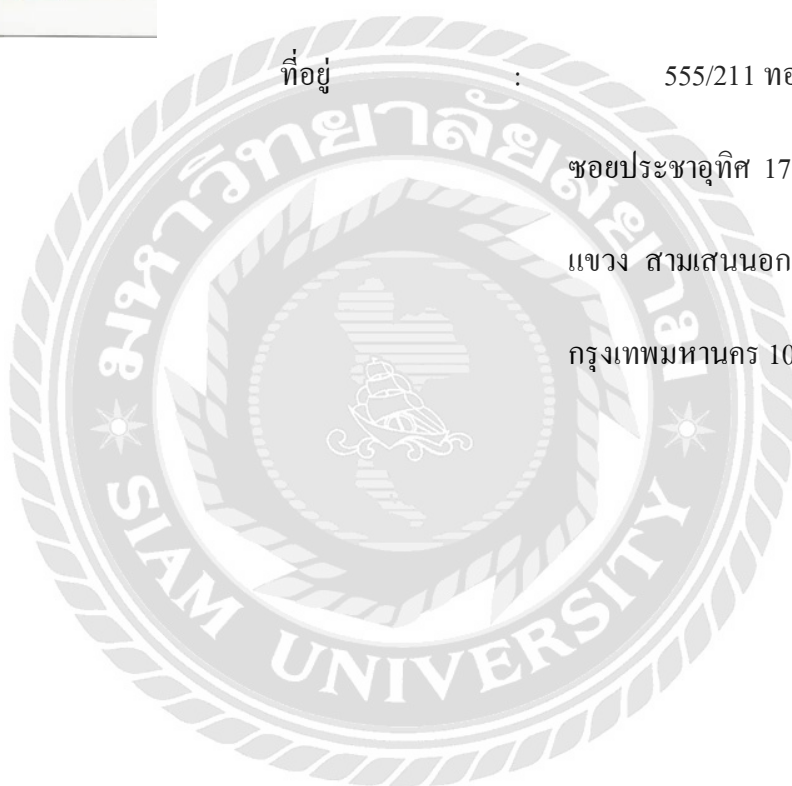 ที่อยู่ : 555/211
ซอยประชาอุทิศ 17
แขวง สามเสนนอก
กรุงเทพมหานคร 10
มหาวิทยาลัยสยาม
SIAM UNIVERSITY